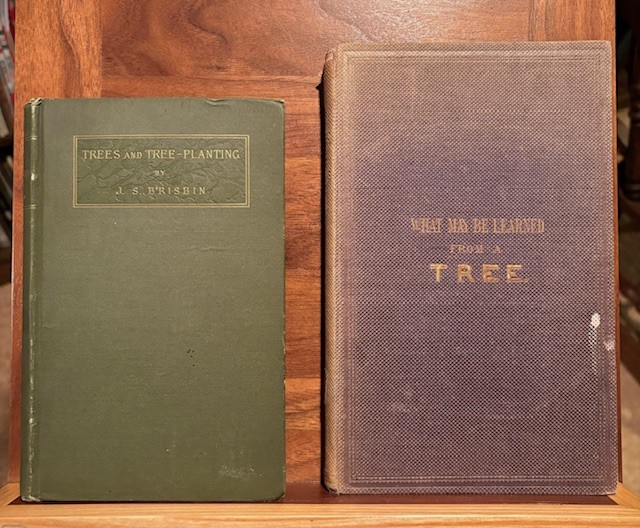 TREES AND TREE-PLANTING
BY
J. S. BRISBIN
WHAT MAY BE LEARNED
FROM A
TREE.